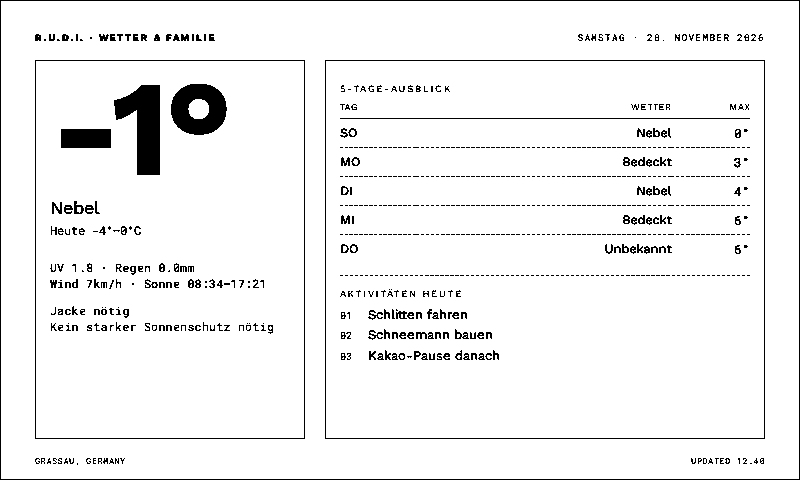 R.U.D.I. · WETTER & FAMILIE
SAMSTAG · 28. NOVEMBER 2026
-1°
Nebel
Heute -4°-0°C
UV 1.8 · Regen 0.0mm
Wind 7km/h · Sonne 08:34-17:21
Jacke nötig
Kein starker Sonnenschutz nötig
5-TAGE-AUSBLICK
TAG WETTER MAX
SO Nebel 0°
MO Bedeckt 3°
DI Nebel 4°
MI Bedeckt 6°
DO Unbekannt 6°
AKTIVITÄTEN HEUTE
01 Schlitten fahren
02 Schneemann bauen
03 Kakao-Pause danach
GRASSAU, GERMANY
UPDATED 12.40